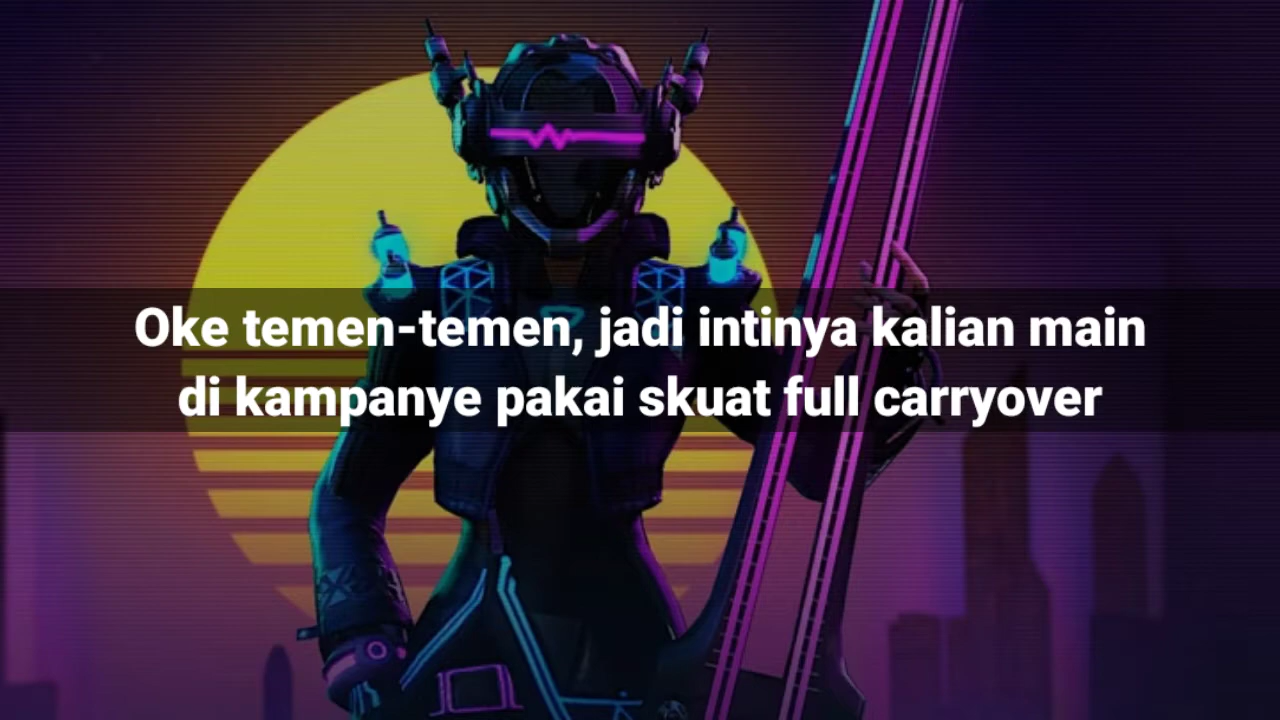 Oke temen-temen, jadi intinya kalian main
di kampanye pakai skuat full carryover